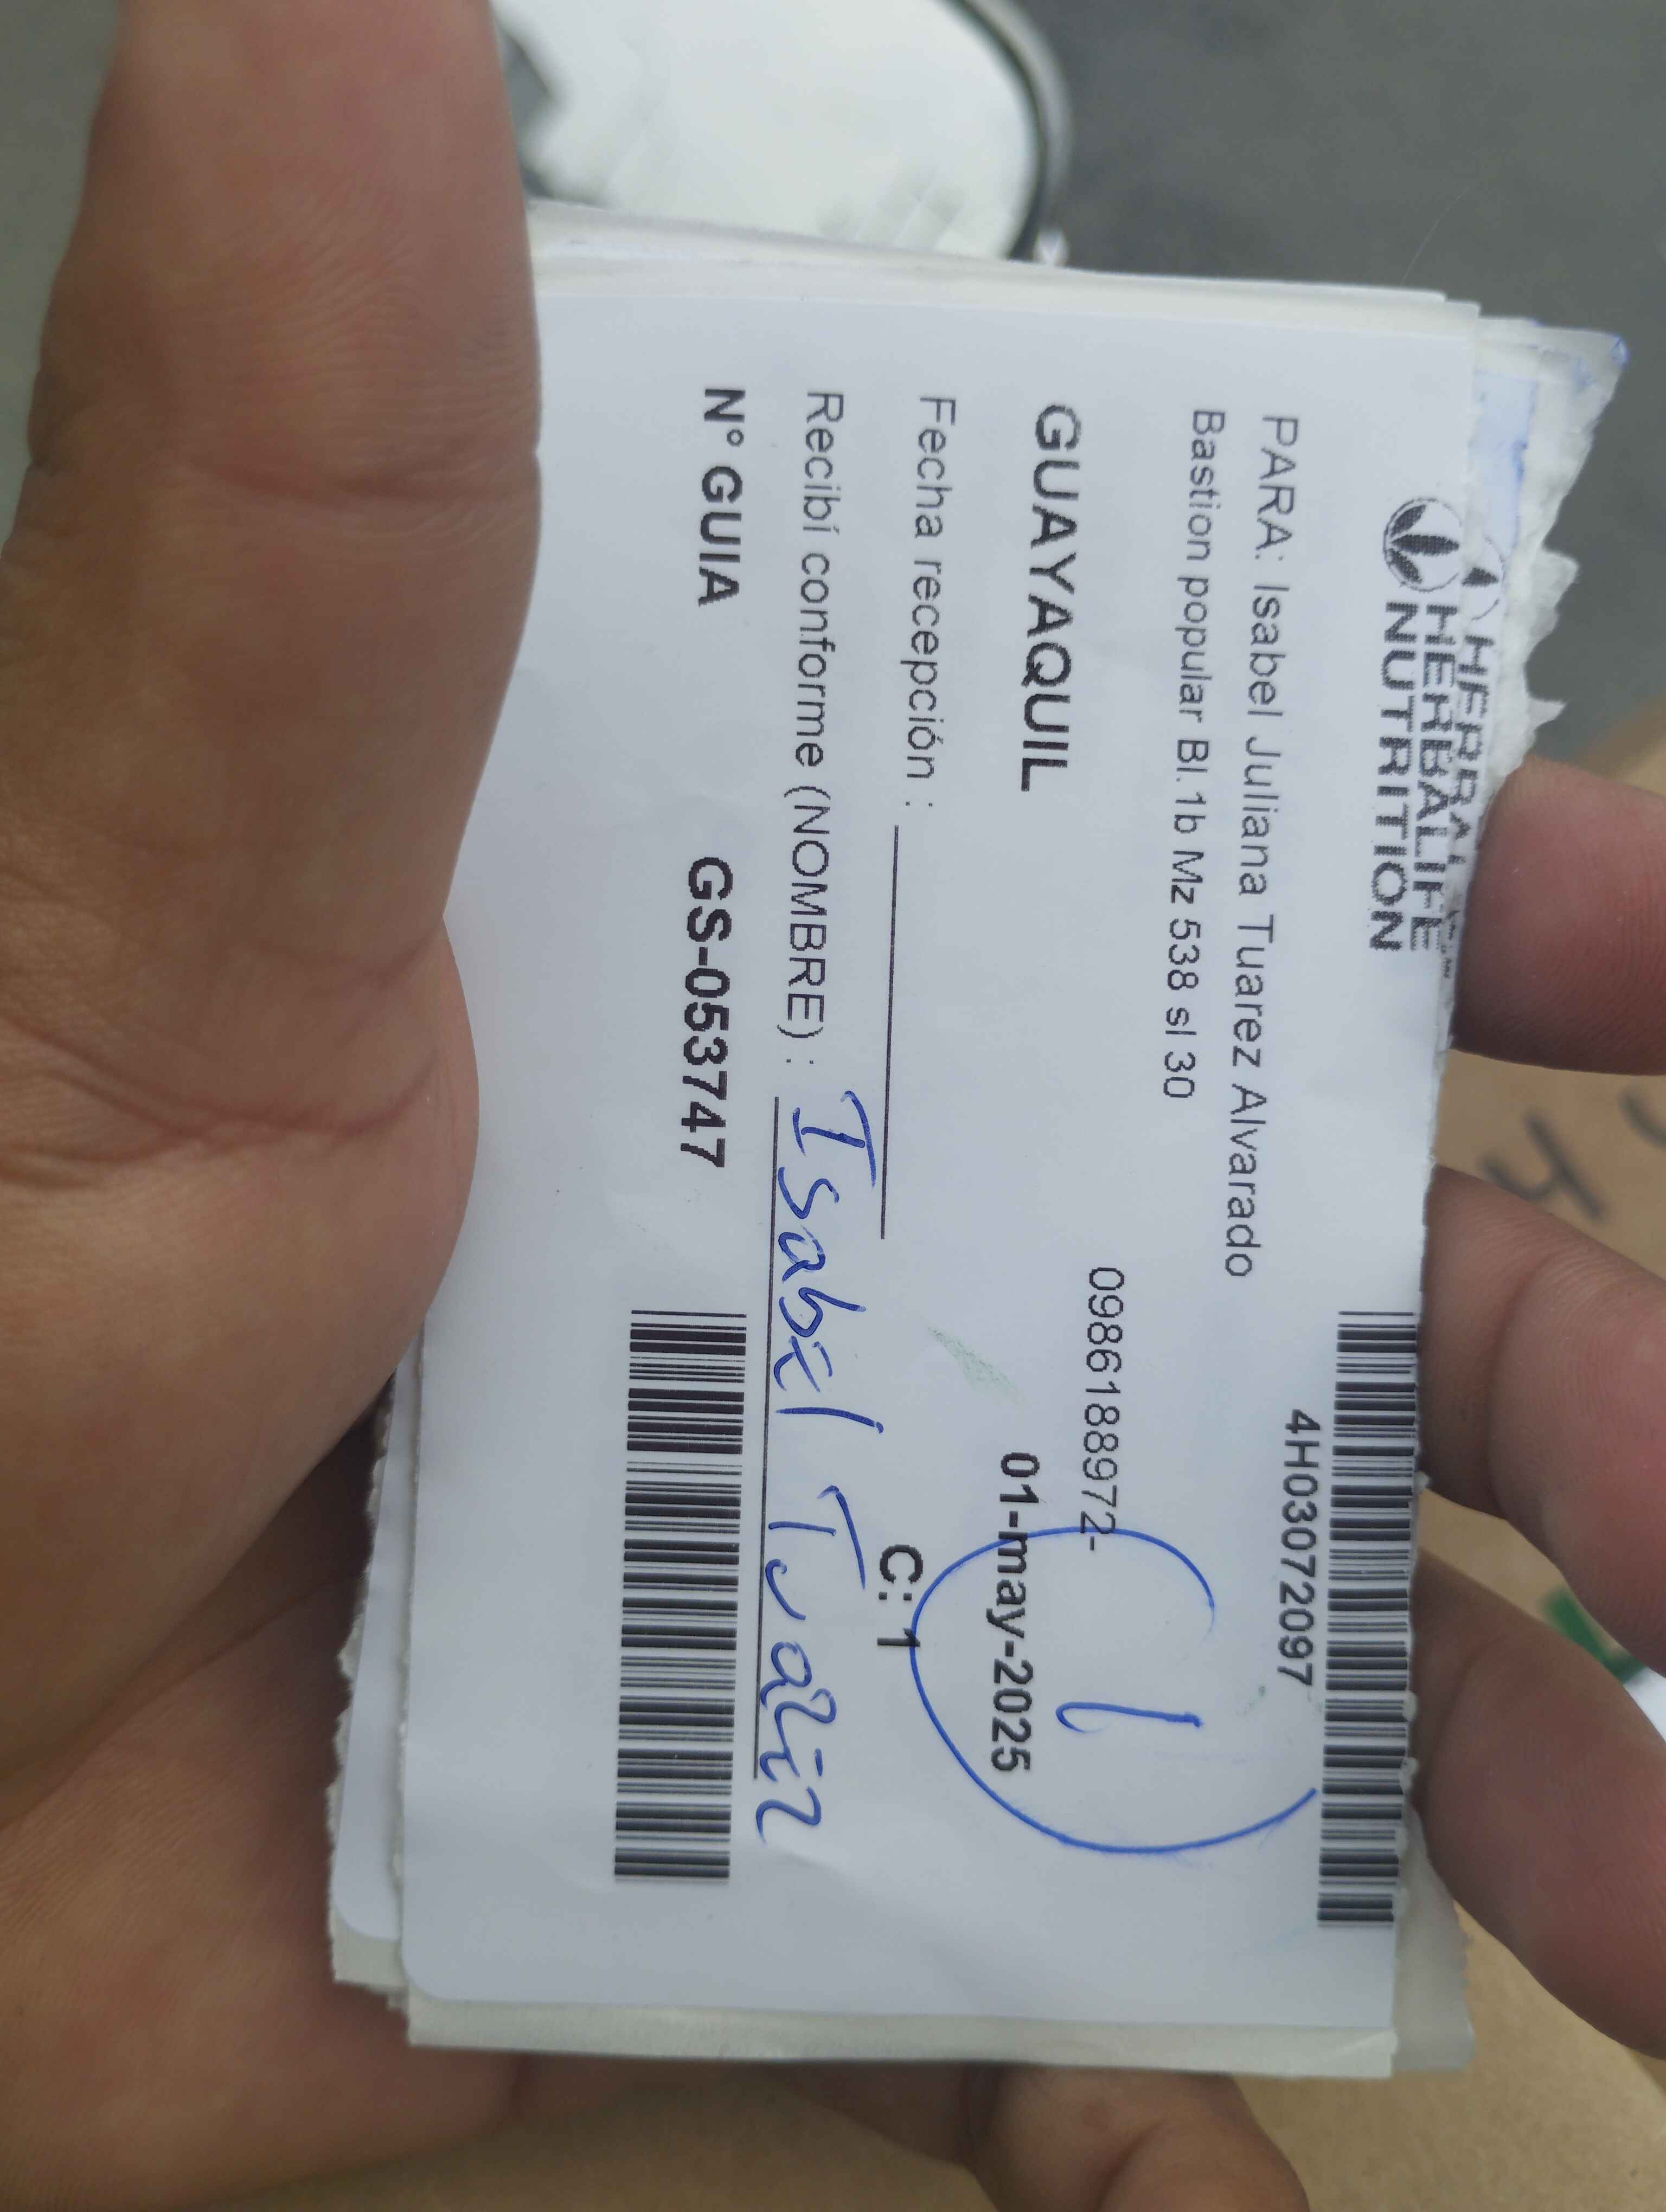 HERBALIFE
NUTRITION
4H03072097
PARA: Isabel Juliana Tuarez Alvarado
Bastion popular Bl.1b Mz 538 sl 30
0986188972-
GUAYAQUIL
01-may-2025
1
Fecha recepción :
C: 1
Recibí conforme (NOMBRE) : Isabel Tuarez
N° GUIA GS-053747